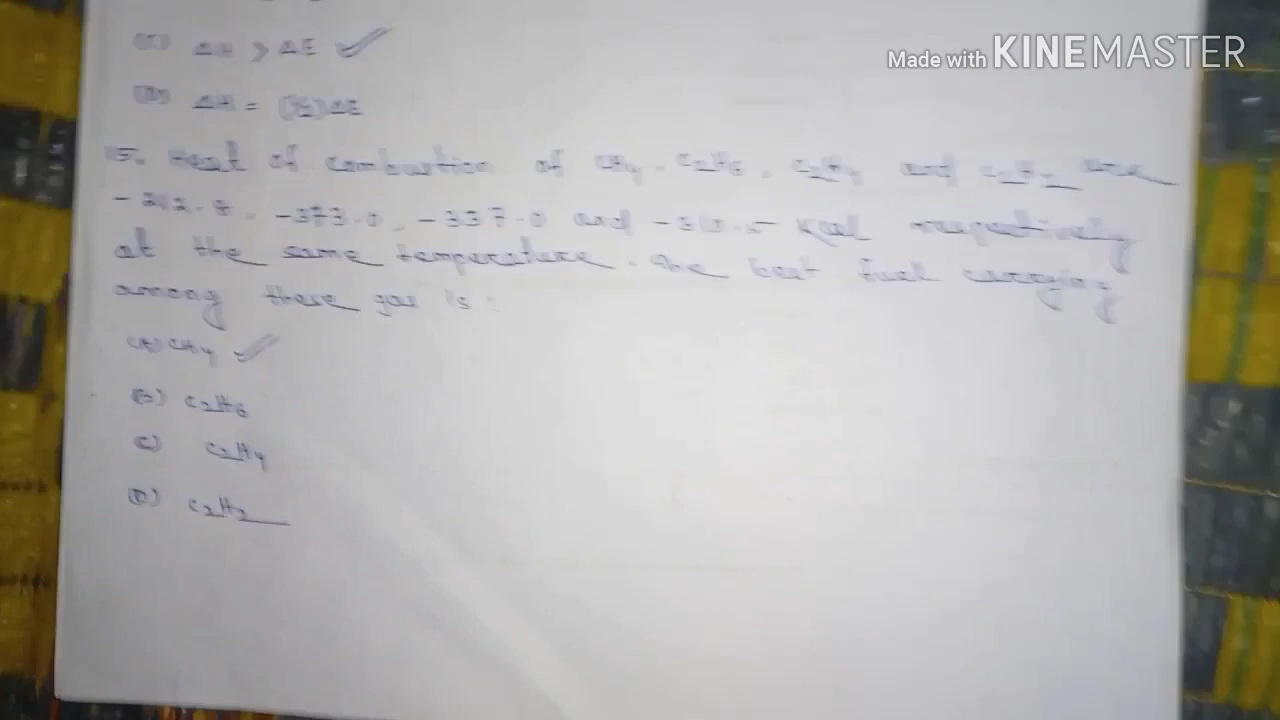 Made with KINEMASTER
(C) ΔH > ΔE ✓
(D) ΔH = ΔE
15. Heat of combustion of CH4, C2H6, C2H4 and C2H2 are
-212.8, -373.0, -337.0 and -310.5 Kcal respectively
at the same temperature. The best fuel carrying
among these gas is:
(A) CH4 ✓
(B) C2H6
C) C2H4
(D) C2H2